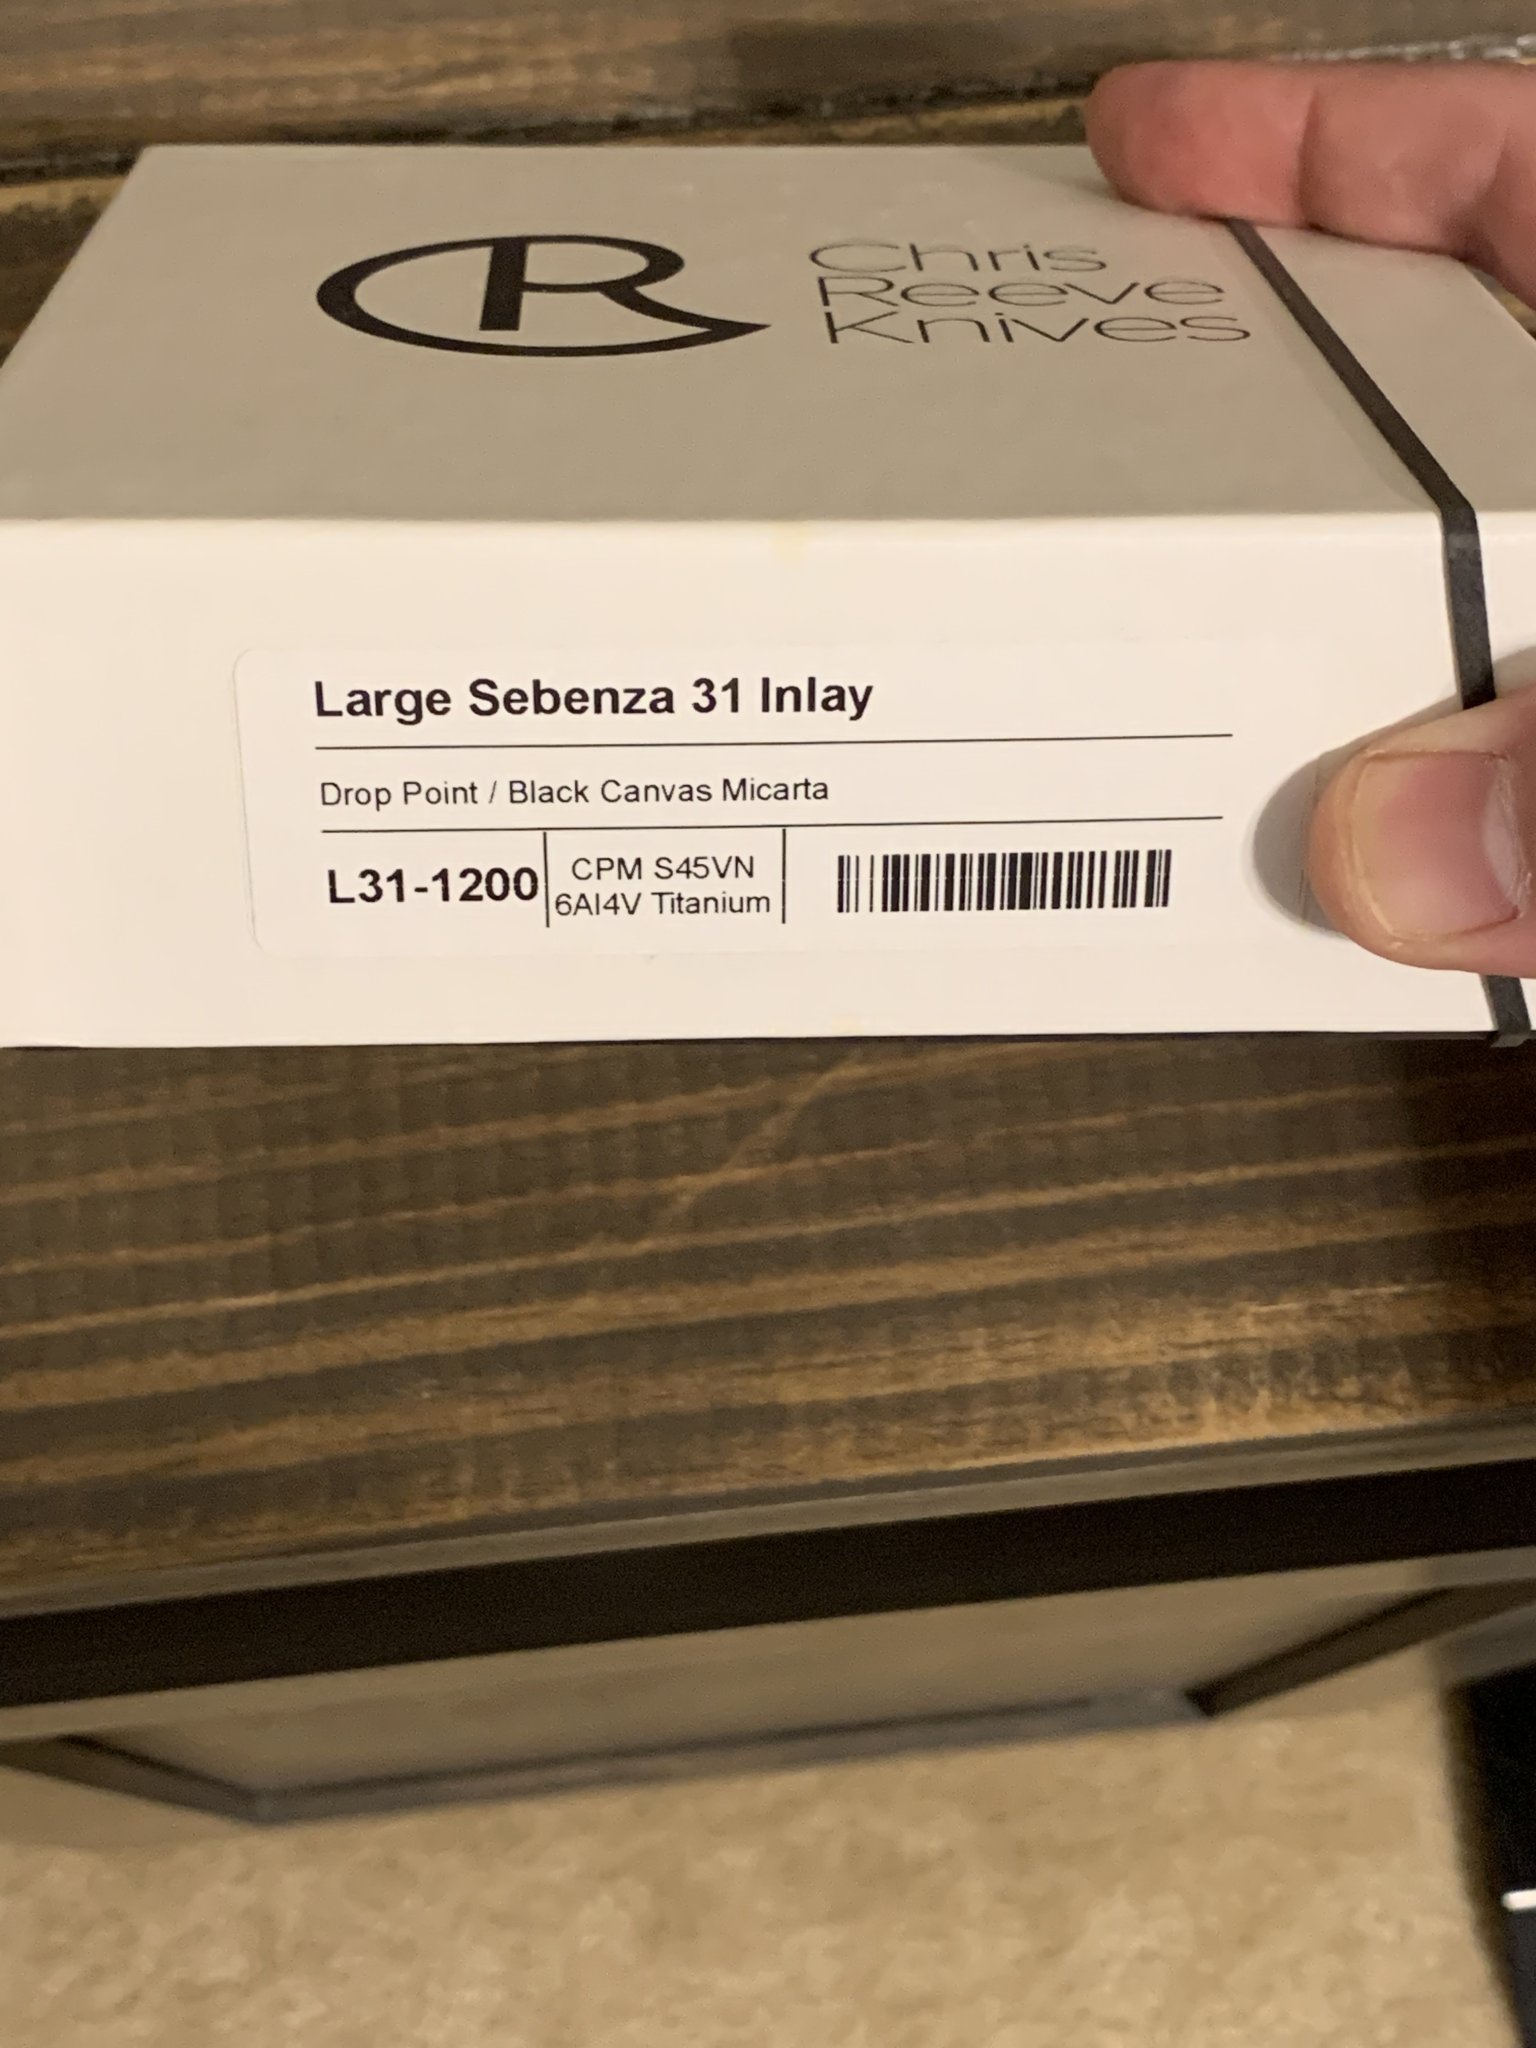 CR
Chris
Reeve
Knives
Large Sebenza 31 Inlay
Drop Point / Black Canvas Micarta
L31-1200
CPM S45VN
6Al4V Titanium